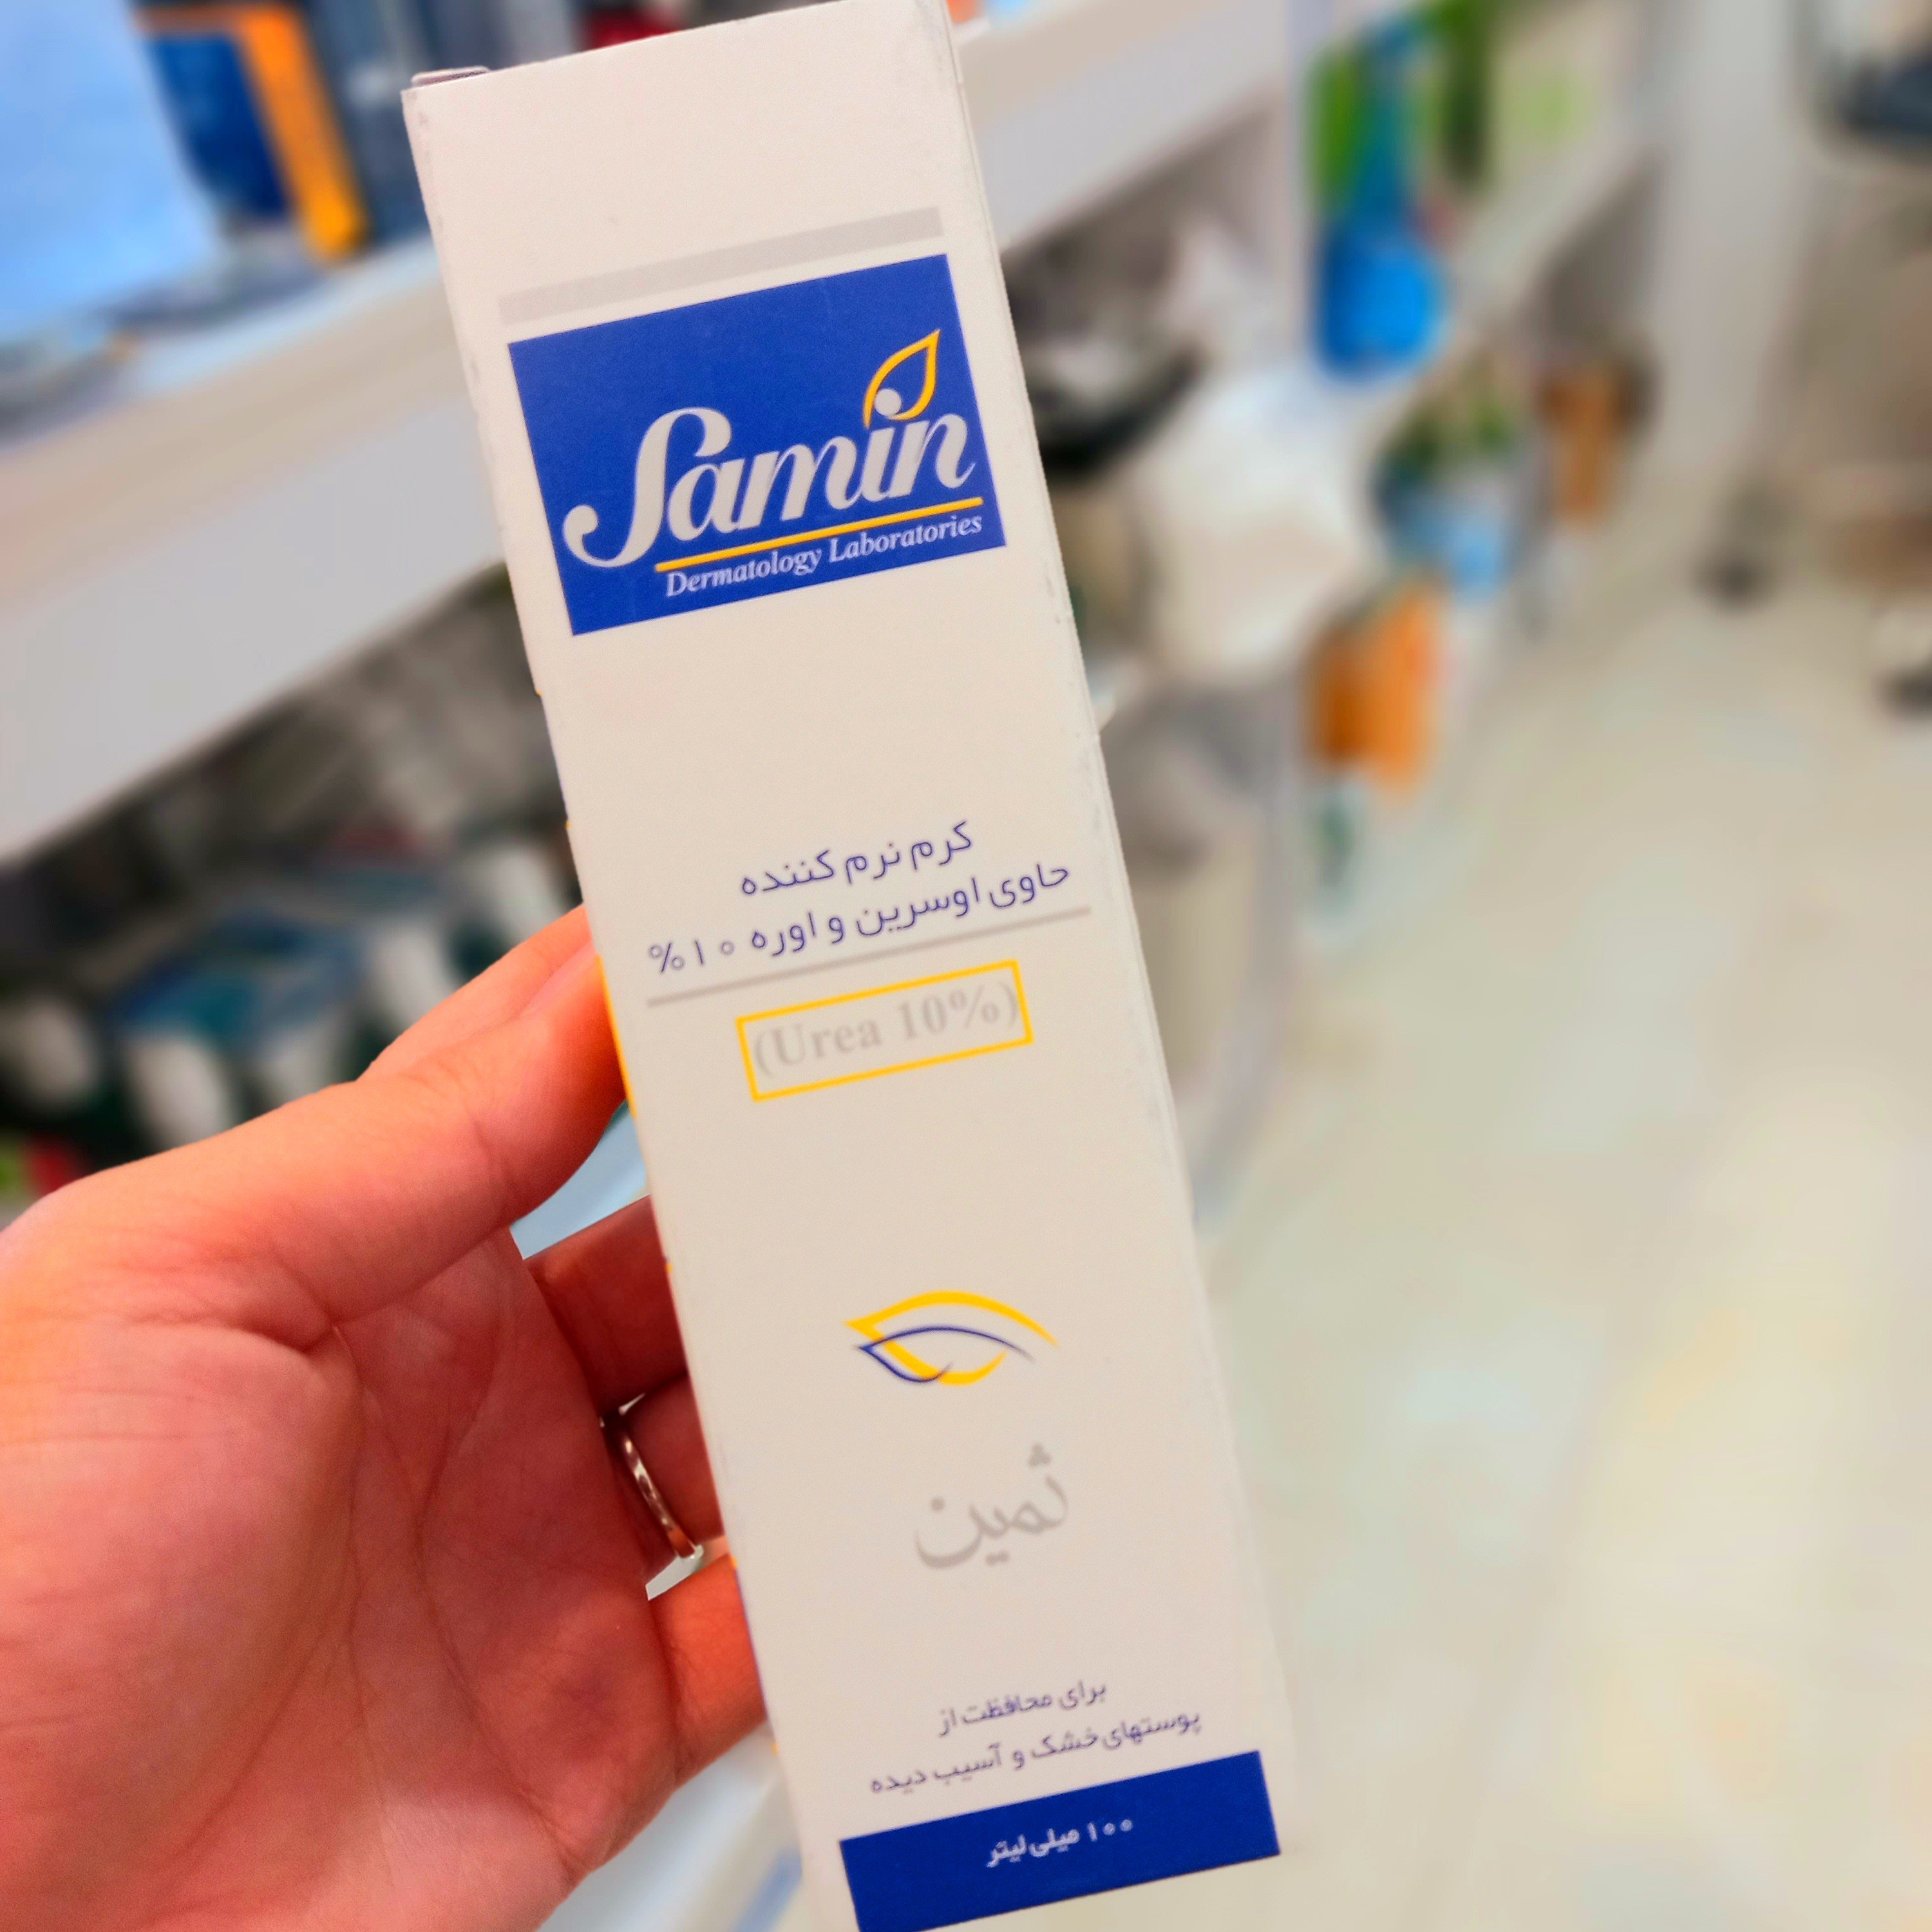 Samin
Dermatology Laboratories
کرم نرم کننده
حاوی اوسرین و اوره ۱۰%
(Urea 10%)
ثمین
برای محافظت از
پوستهای خشک و آسیب دیده
۱۰۰ میلی لیتر